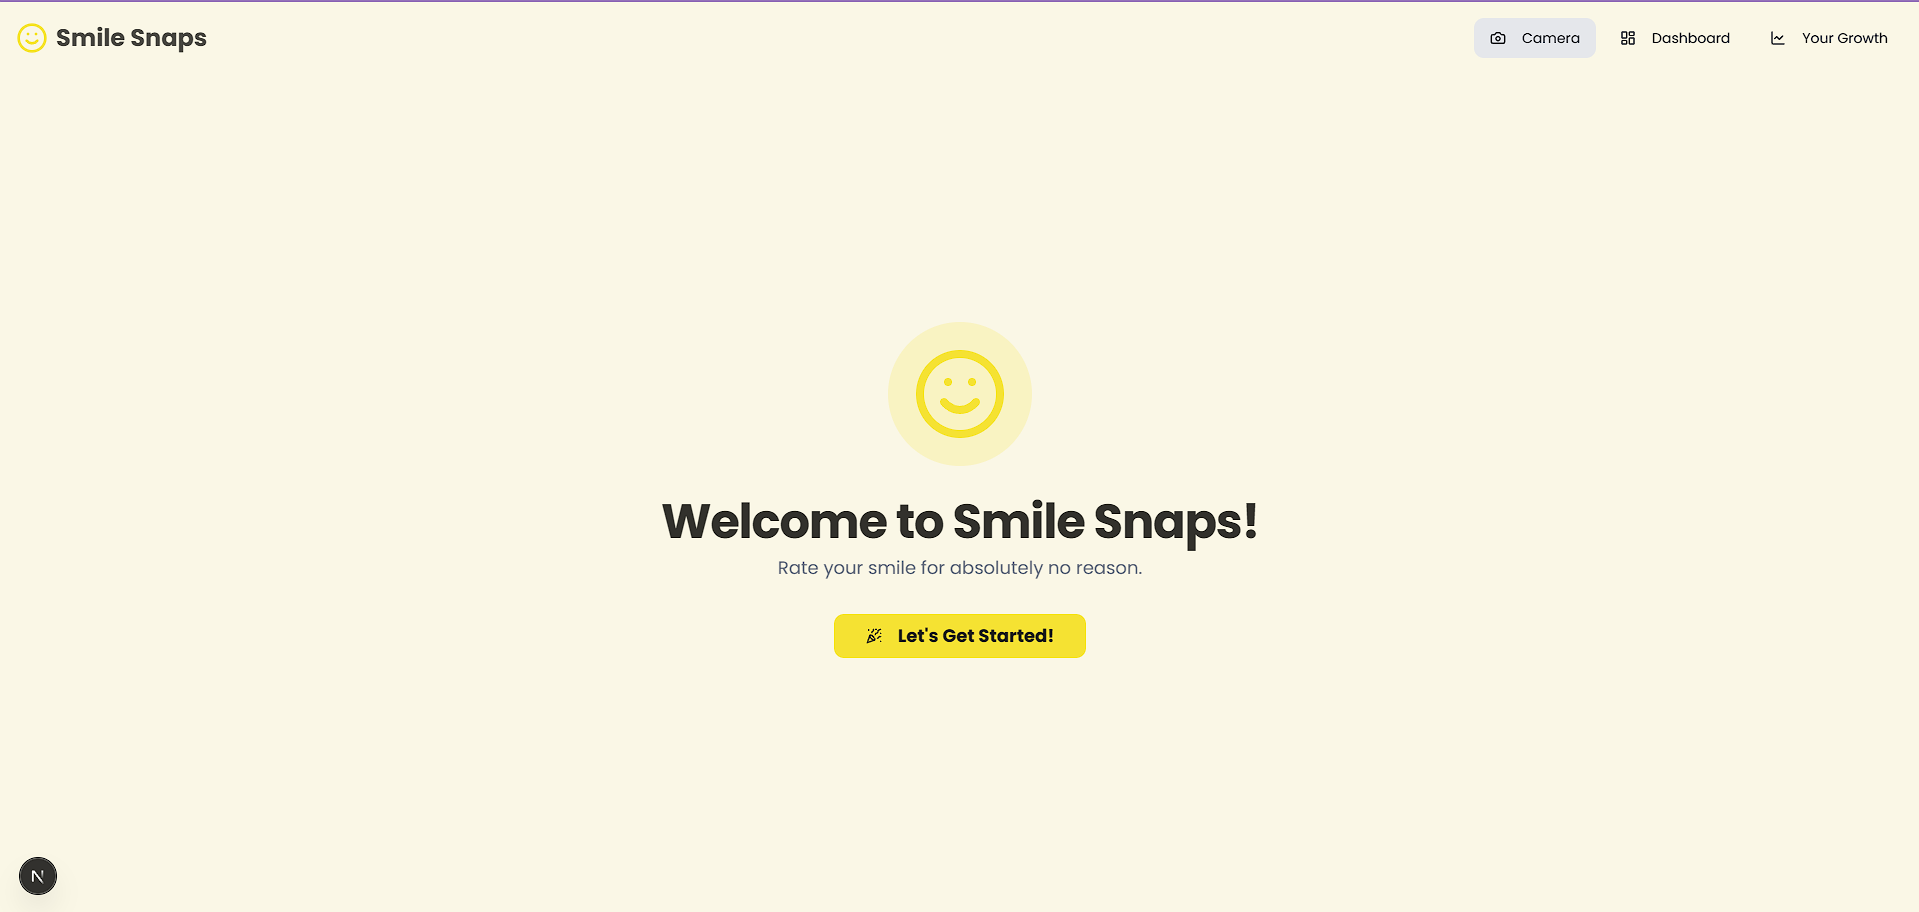 Smile Snaps
Camera
Dashboard
Your Growth
Welcome to Smile Snaps!
Rate your smile for absolutely no reason.
Let's Get Started!
N